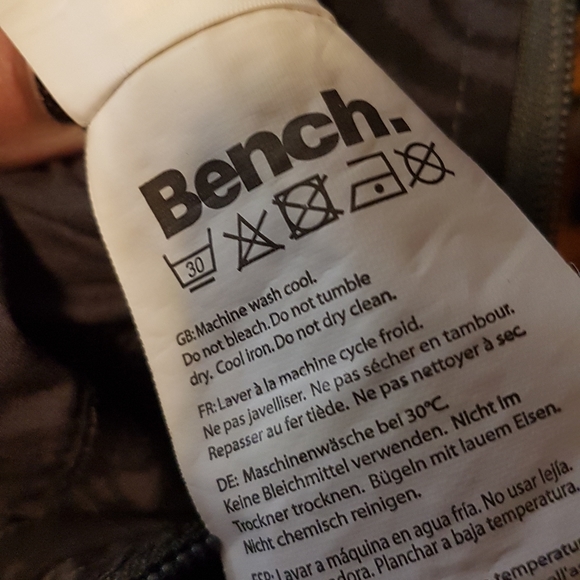 Bench.
30
GB: Machine wash cool.
Do not bleach. Do not tumble
dry. Cool iron. Do not dry clean.
FR: Laver à la machine cycle froid.
Ne pas javelliser. Ne pas sécher en tambour.
Repasser au fer tiède. Ne pas nettoyer à sec.
DE: Maschinenwäsche bei 30°C.
Keine Bleichmittel verwenden. Nicht im
Trockner trocknen. Bügeln mit lauem Eisen.
Nicht chemisch reinigen.
ESP: Lavar a máquina en agua fría. No usar lejía.
dora. Planchar a baja temperatura.
temperatu